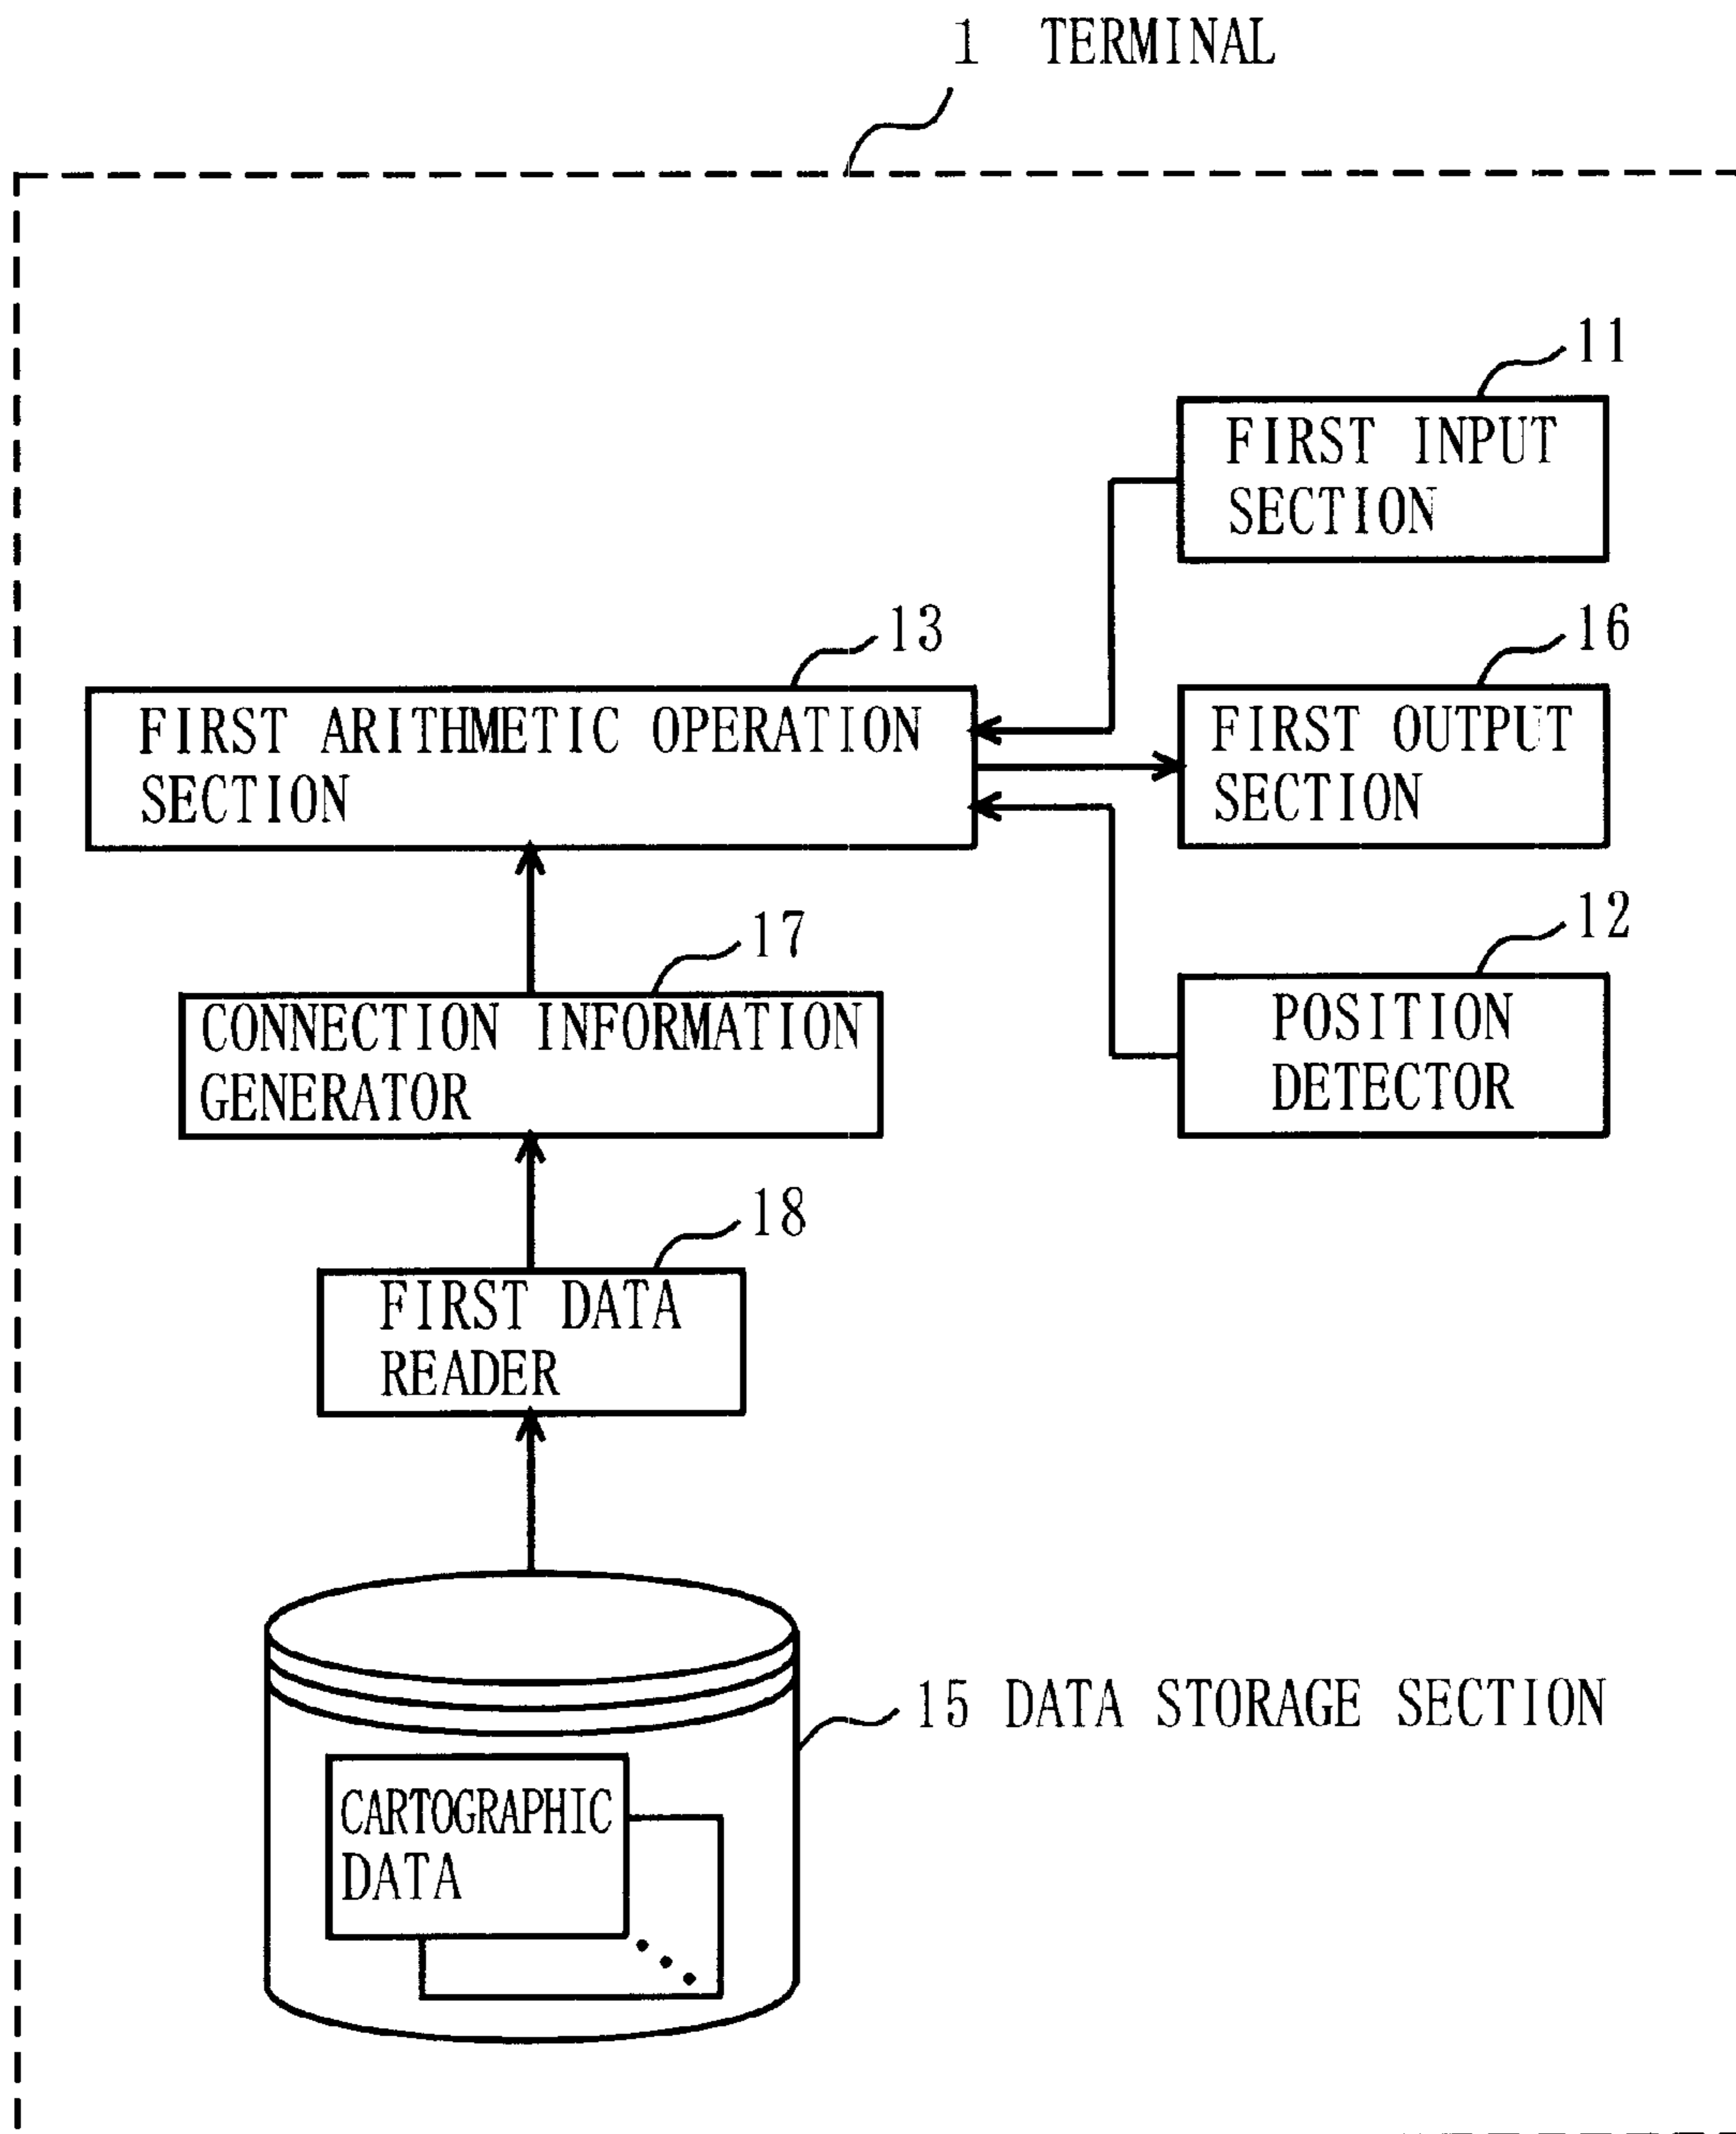 1 TERMINAL
11
FIRST INPUT
SECTION
13
FIRST ARITHMETIC OPERATION
SECTION
16
FIRST OUTPUT
SECTION
17
CONNECTION INFORMATION
GENERATOR
12
POSITION
DETECTOR
18
FIRST DATA
READER
15 DATA STORAGE SECTION
CARTOGRAPHIC
DATA